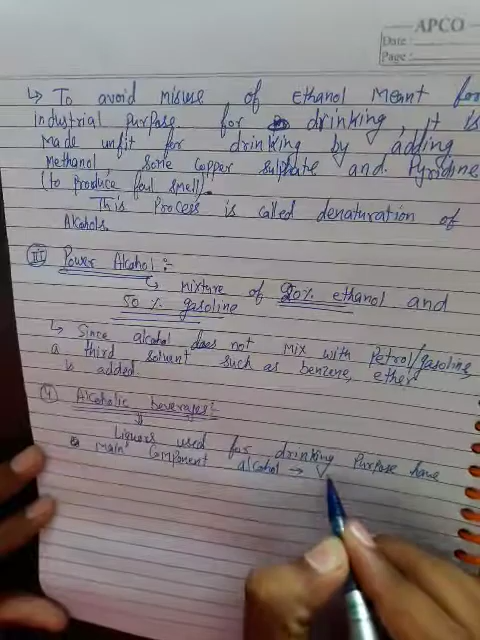 APCO
Date :
Page :
↳ To avoid misuse of Ethanol Meant for
Industrial Purpose for drinking, it is
Made unfit for drinking by adding
Methanol, Some Copper Sulphate and Pyridine
(to Produce foul smell).
This Process is called denaturation of
Alcohols.
III Power Alcohol :-
↳ mixture of 20% ethanol and
80 % gasoline
↳ Since alcohol does not mix with Petrol/gasoline,
a third solvent such as benzene, ether
is added.
Alcoholic beverages:
Liquors used for drinking Purpose have
main Component alcohol →